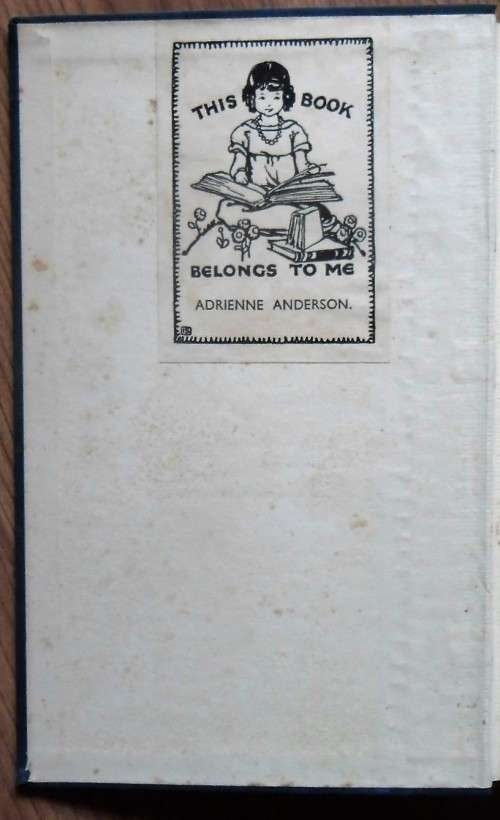 THIS BOOK
BELONGS TO ME
ADRIENNE ANDERSON.